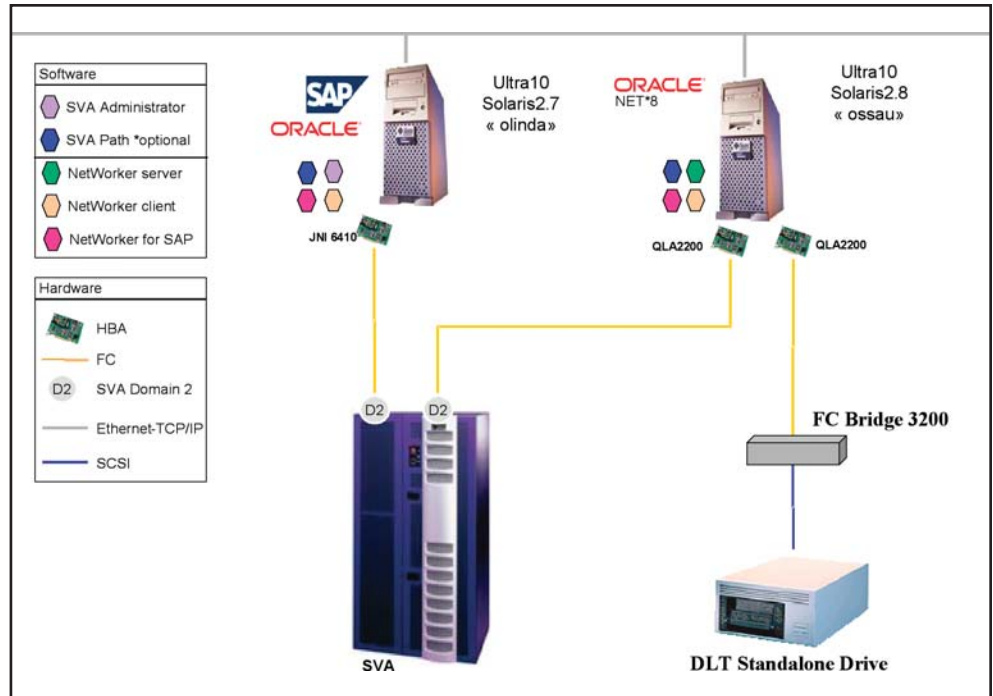 Software
SVA Administrator
SVA Path *optional
NetWorker server
NetWorker client
NetWorker for SAP
Hardware
HBA
FC
D2 SVA Domain 2
Ethernet-TCP/IP
SCSI
SAP
ORACLE
Ultra10
Solaris2.7
« olinda»
JNI 6410
ORACLE
NET*8
Ultra10
Solaris2.8
« ossau»
QLA2200
QLA2200
D2
D2
FC Bridge 3200
SVA
DLT Standalone Drive